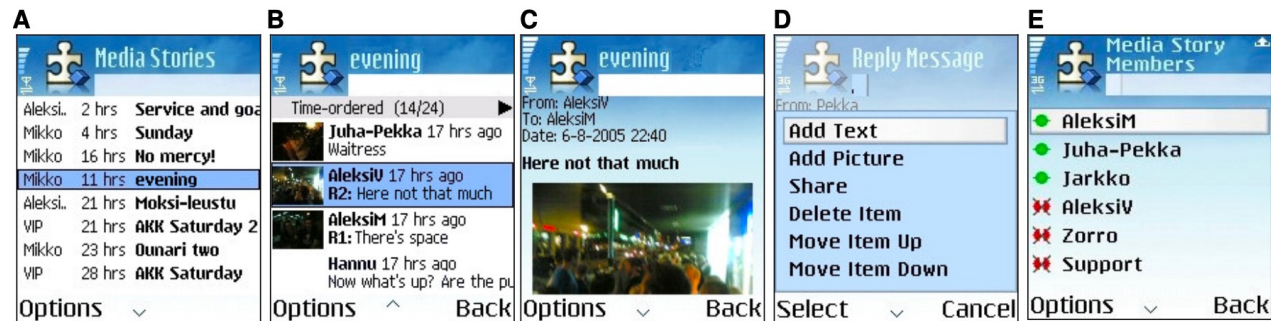 A
Media Stories
Aleksi.. 2 hrs Service and goa
Mikko 4 hrs Sunday
Mikko 16 hrs No mercy!
Mikko 11 hrs evening
Aleksi.. 21 hrs Moksi-leustu
VIP 21 hrs AKK Saturday 2
Mikko 23 hrs Ounari two
VIP 28 hrs AKK Saturday
Options
B
evening
Time-ordered (14/24)
Juha-Pekka 17 hrs ago
Waitress
AleksiV 17 hrs ago
R2: Here not that much
AleksiM 17 hrs ago
R1: There's space
Hannu 17 hrs ago
Now what's up? Are the pu
Options Back
C
evening
From: AleksiV
To: AleksiM
Date: 6-8-2005 22:40
Here not that much
Options Back
D
3G
Reply Message
From: Pekka
Add Text
Add Picture
Share
Delete Item
Move Item Up
Move Item Down
Select Cancel
E
3G
Media Story
Members
AleksiM
Juha-Pekka
Jarkko
AleksiV
Zorro
Support
Options Back